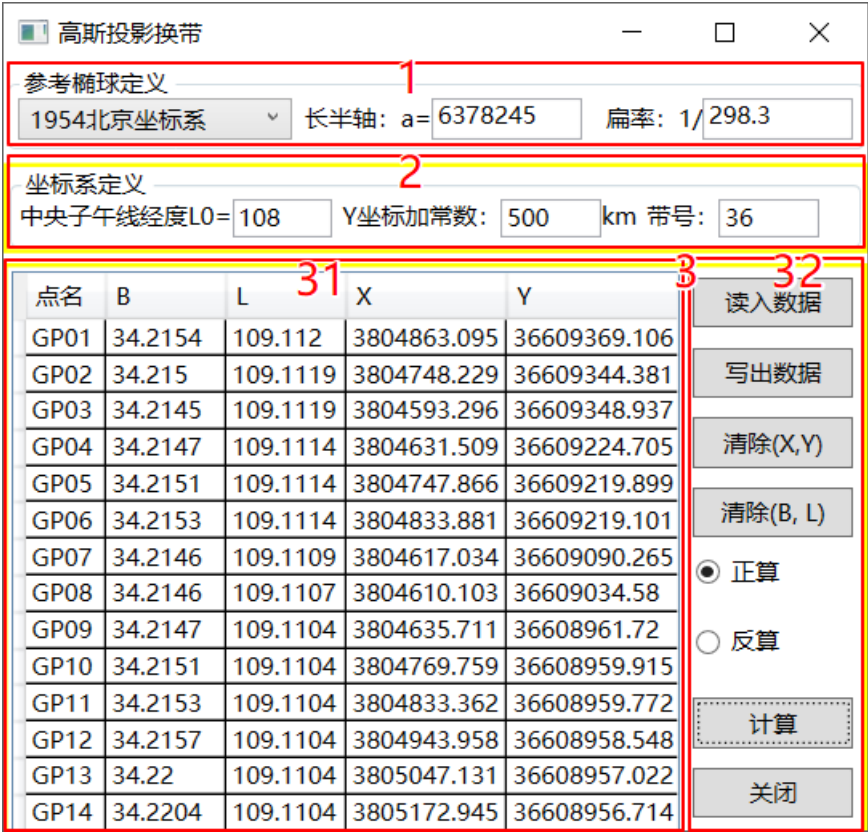 高斯投影换带
1
参考椭球定义
1954北京坐标系 长半轴: a= 6378245 扁率: 1/ 298.3
2
坐标系定义
中央子午线经度L0= 108 Y坐标加常数: 500 km 带号: 36
31 3 32
点名 B L X Y 读入数据
GP01 34.2154 109.112 3804863.095 36609369.106
GP02 34.215 109.1119 3804748.229 36609344.381 写出数据
GP03 34.2145 109.1119 3804593.296 36609348.937
GP04 34.2147 109.1114 3804631.509 36609224.705 清除(X,Y)
GP05 34.2151 109.1114 3804747.866 36609219.899
GP06 34.2153 109.1114 3804833.881 36609219.101 清除(B, L)
GP07 34.2146 109.1109 3804617.034 36609090.265 正算
GP08 34.2146 109.1107 3804610.103 36609034.58
GP09 34.2147 109.1104 3804635.711 36608961.72 反算
GP10 34.2151 109.1104 3804769.759 36608959.915
GP11 34.2153 109.1104 3804833.362 36608959.772
GP12 34.2157 109.1104 3804943.958 36608958.548 计算
GP13 34.22 109.1104 3805047.131 36608957.022
GP14 34.2204 109.1104 3805172.945 36608956.714 关闭